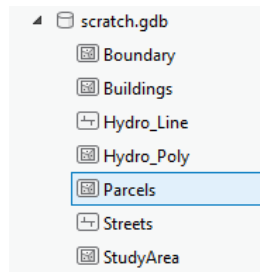 scratch.gdb
Boundary
Buildings
Hydro_Line
Hydro_Poly
Parcels
Streets
StudyArea